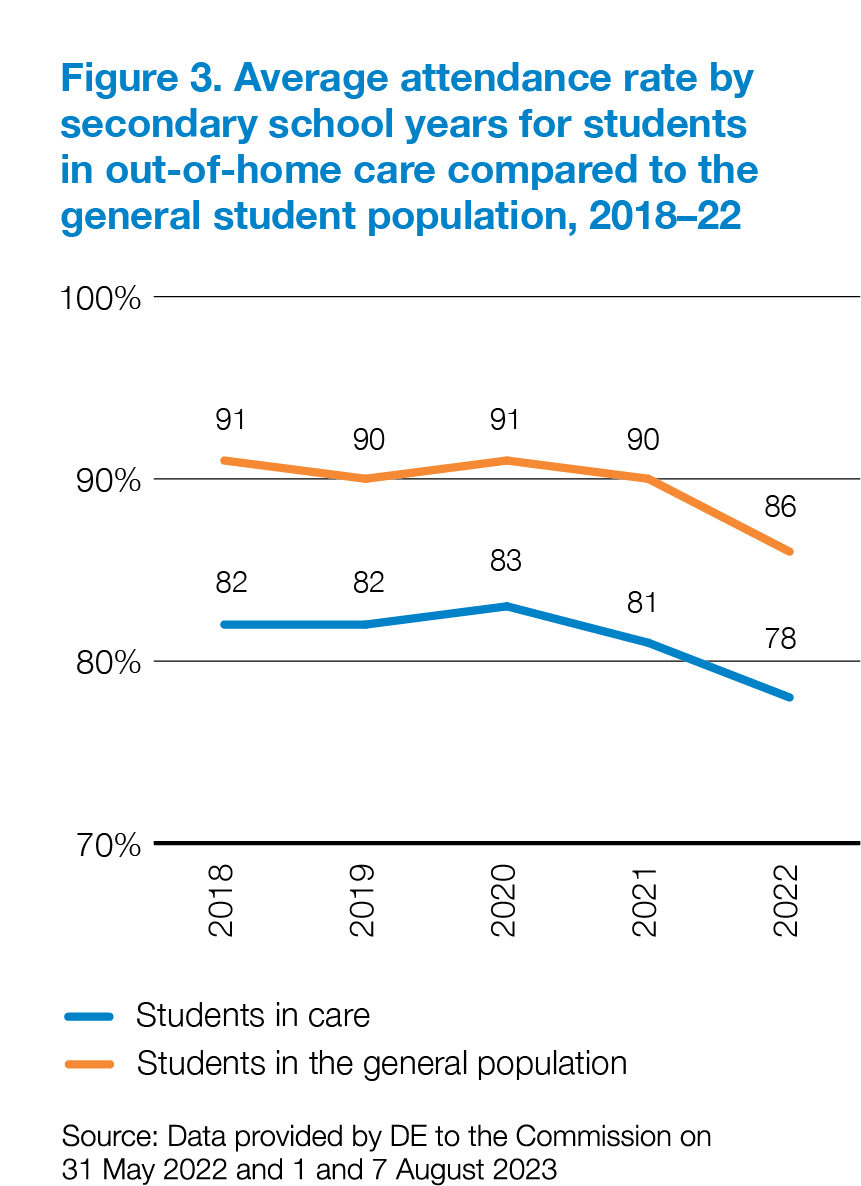 Figure 3. Average attendance rate by
secondary school years for students
in out-of-home care compared to the
general student population, 2018–22
100%
91
90
91
90
90%
86
82
82
83
81
78
80%
70%
2018
2019
2020
2021
2022
Students in care
Students in the general population
Source: Data provided by DE to the Commission on
31 May 2022 and 1 and 7 August 2023